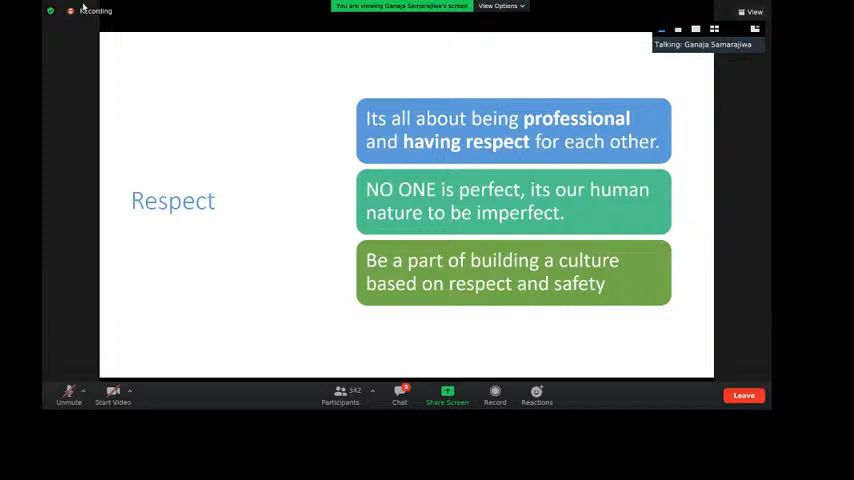 Recording
You are viewing Ganaja Samarajiwa's screen
View Options
View
Talking: Ganaja Samarajiwa
Respect
Its all about being professional
and having respect for each other.
NO ONE is perfect, its our human
nature to be imperfect.
Be a part of building a culture
based on respect and safety
Unmute
Start Video
342
Participants
5
Chat
Share Screen
Record
Reactions
Leave